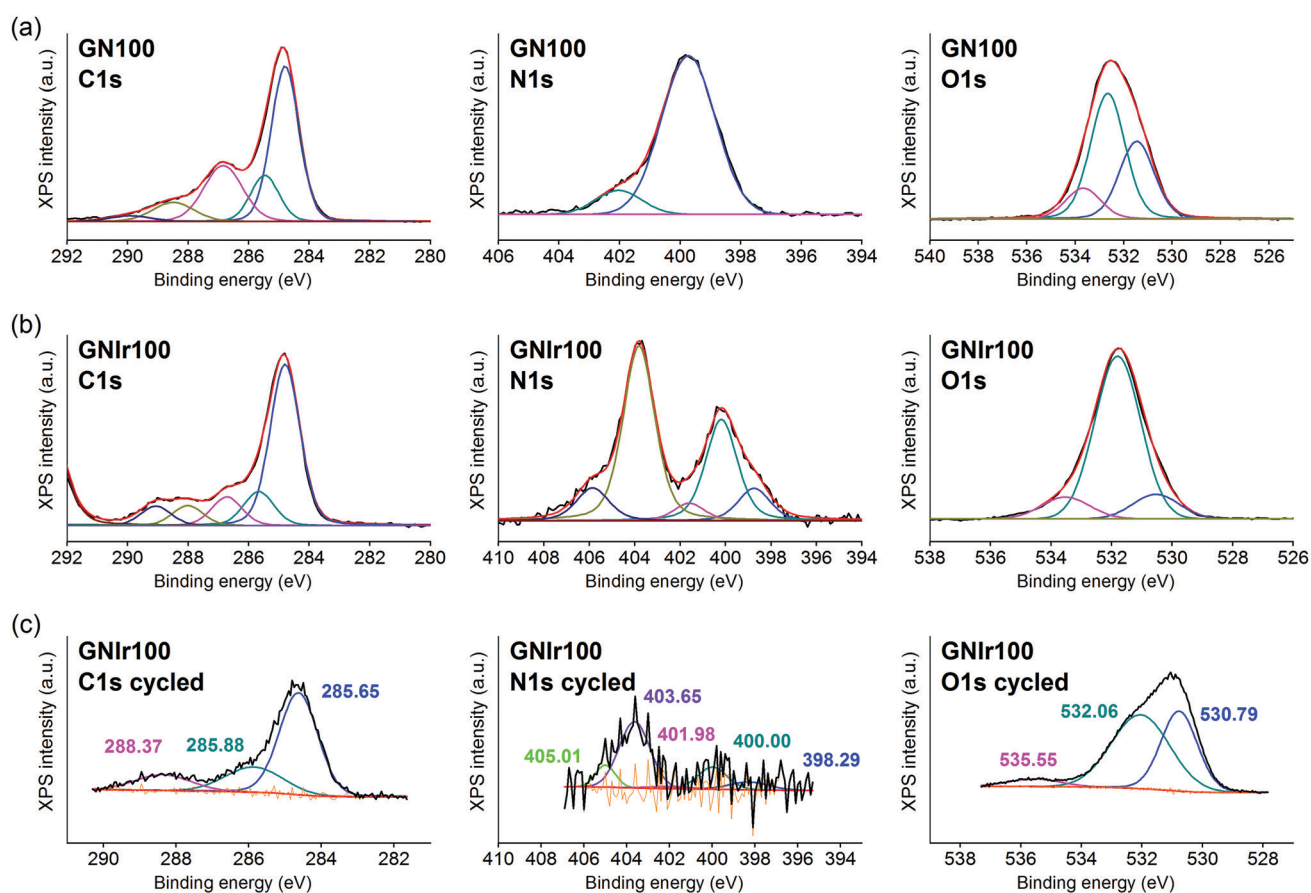 (a)
GN100
C1s
XPS intensity (a.u.)
292 290 288 286 284 282 280
Binding energy (eV)
GN100
N1s
XPS intensity (a.u.)
406 404 402 400 398 396 394
Binding energy (eV)
GN100
O1s
XPS intensity (a.u.)
540 538 536 534 532 530 528 526
Binding energy (eV)
(b)
GNIr100
C1s
XPS intensity (a.u.)
292 290 288 286 284 282 280
Binding energy (eV)
GNIr100
N1s
XPS intensity (a.u.)
410 408 406 404 402 400 398 396 394
Binding energy (eV)
GNIr100
O1s
XPS intensity (a.u.)
538 536 534 532 530 528 526
Binding energy (eV)
(c)
GNIr100
C1s cycled
285.65
288.37
285.88
XPS intensity (a.u.)
290 288 286 284 282
Binding energy (eV)
GNIr100
N1s cycled
403.65
401.98
400.00
405.01
398.29
XPS intensity (a.u.)
410 408 406 404 402 400 398 396 394
Binding energy (eV)
GNIr100
O1s cycled
532.06
530.79
535.55
XPS intensity (a.u.)
538 536 534 532 530 528
Binding energy (eV)